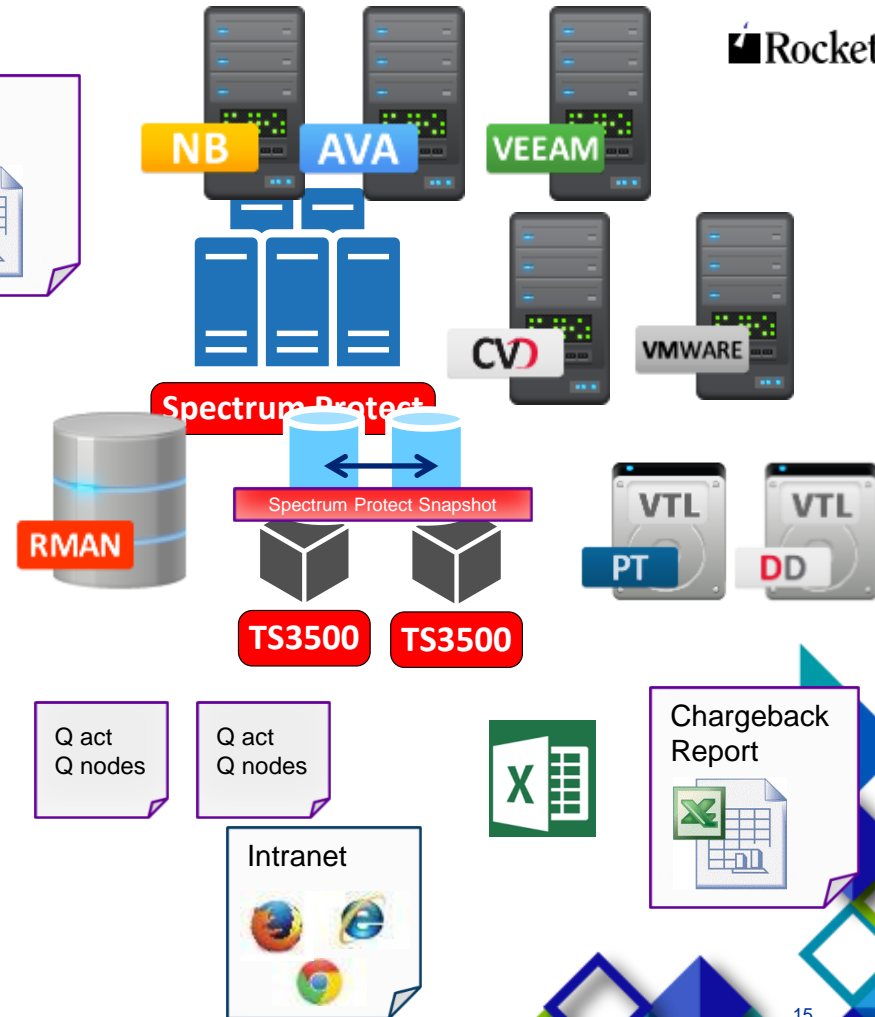 Rocket
NB
AVA
VEEAM
CVD
VMWARE
Spectrum Protect
RMAN
Spectrum Protect Snapshot
VTL
PT
VTL
DD
TS3500
TS3500
Q act
Q nodes
Q act
Q nodes
Chargeback
Report
X
Intranet
15